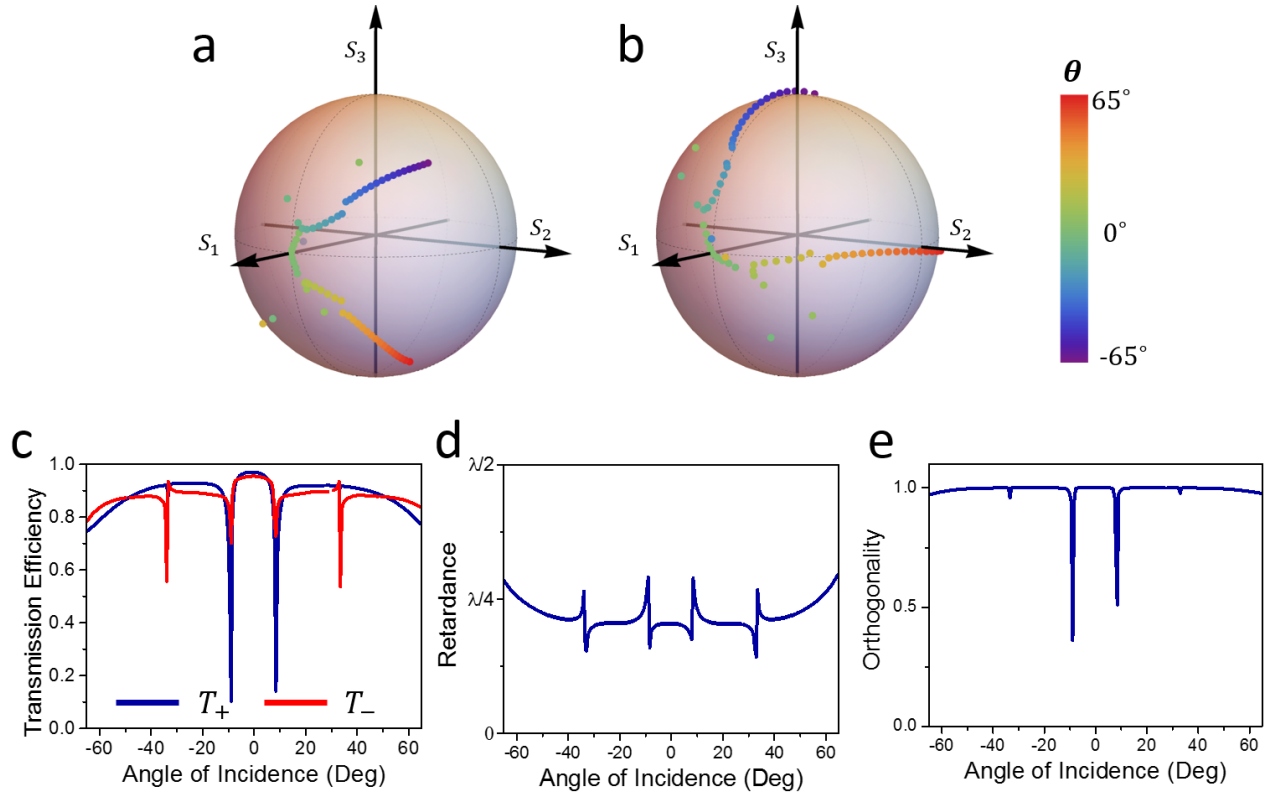 a
b
S₃
S₃
θ
65°
S₁
S₂
S₁
S₂
0°
-65°
c
d
e
1.0
0.8
0.6
0.4
0.2
0.0
Transmission Efficiency
T₊
T₋
-60 -40 -20 0 20 40 60
Angle of Incidence (Deg)
λ/2
λ/4
0
Retardance
-60 -40 -20 0 20 40 60
Angle of Incidence (Deg)
1.0
0.5
0.0
Orthogonality
-60 -40 -20 0 20 40 60
Angle of Incidence (Deg)